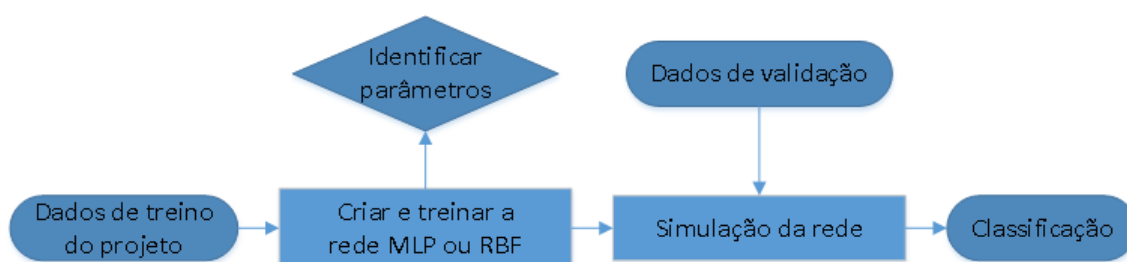 Identificar
parâmetros
Dados de validação
Dados de treino
do projeto
Criar e treinar a
rede MLP ou RBF
Simulação da rede
Classificação